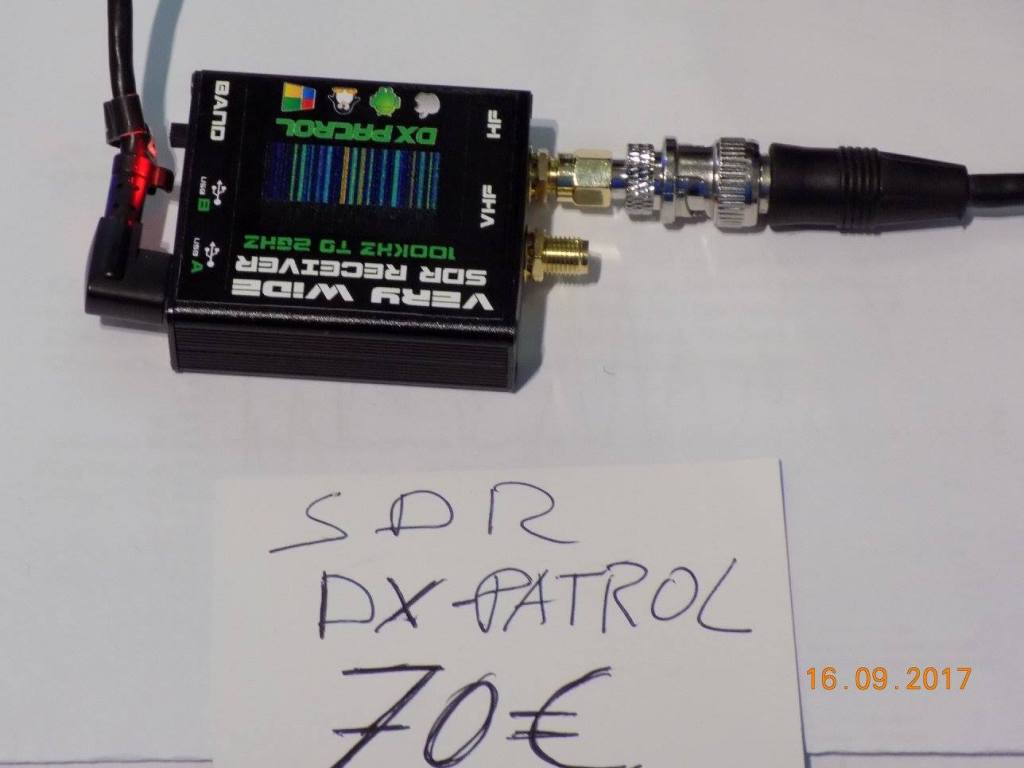 VERY WIDE
SDR RECEIVER
100KHZ TO 2GHZ
DX PATROL
VHF
HF
USB A
USB B
BAND
SDR
DX-PATROL
70€
16.09.2017